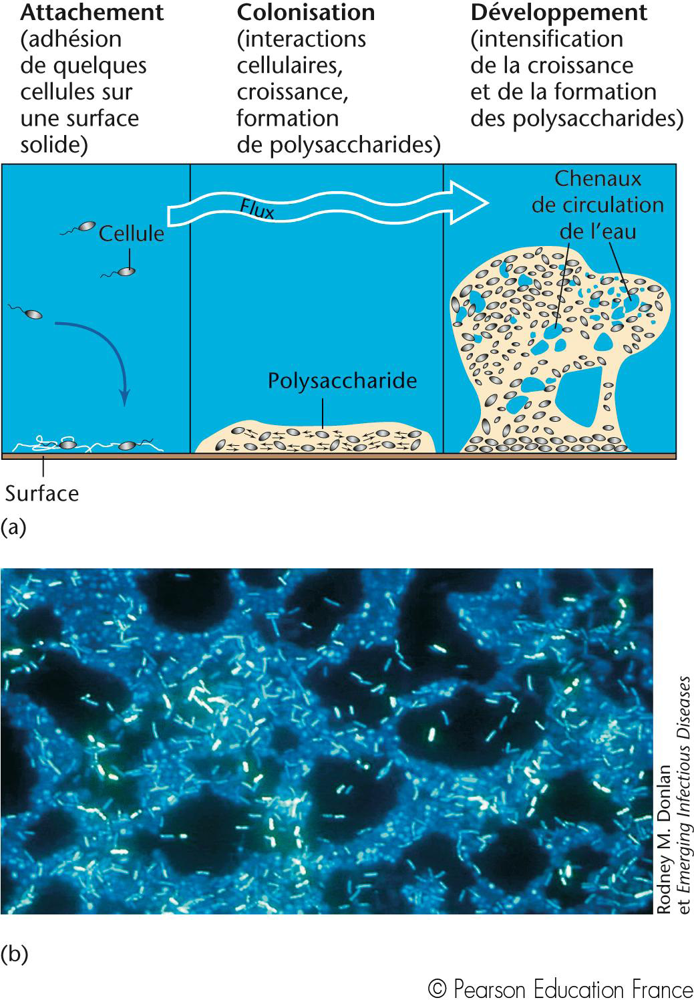 Attachement
(adhésion
de quelques
cellules sur
une surface
solide)
Colonisation
(interactions
cellulaires,
croissance,
formation
de polysaccharides)
Développement
(intensification
de la croissance
et de la formation
des polysaccharides)
Flux
Chenaux
de circulation
de l'eau
Cellule
Polysaccharide
Surface
(a)
Rodney M. Donlan
et Emerging Infectious Diseases
(b)
© Pearson Education France